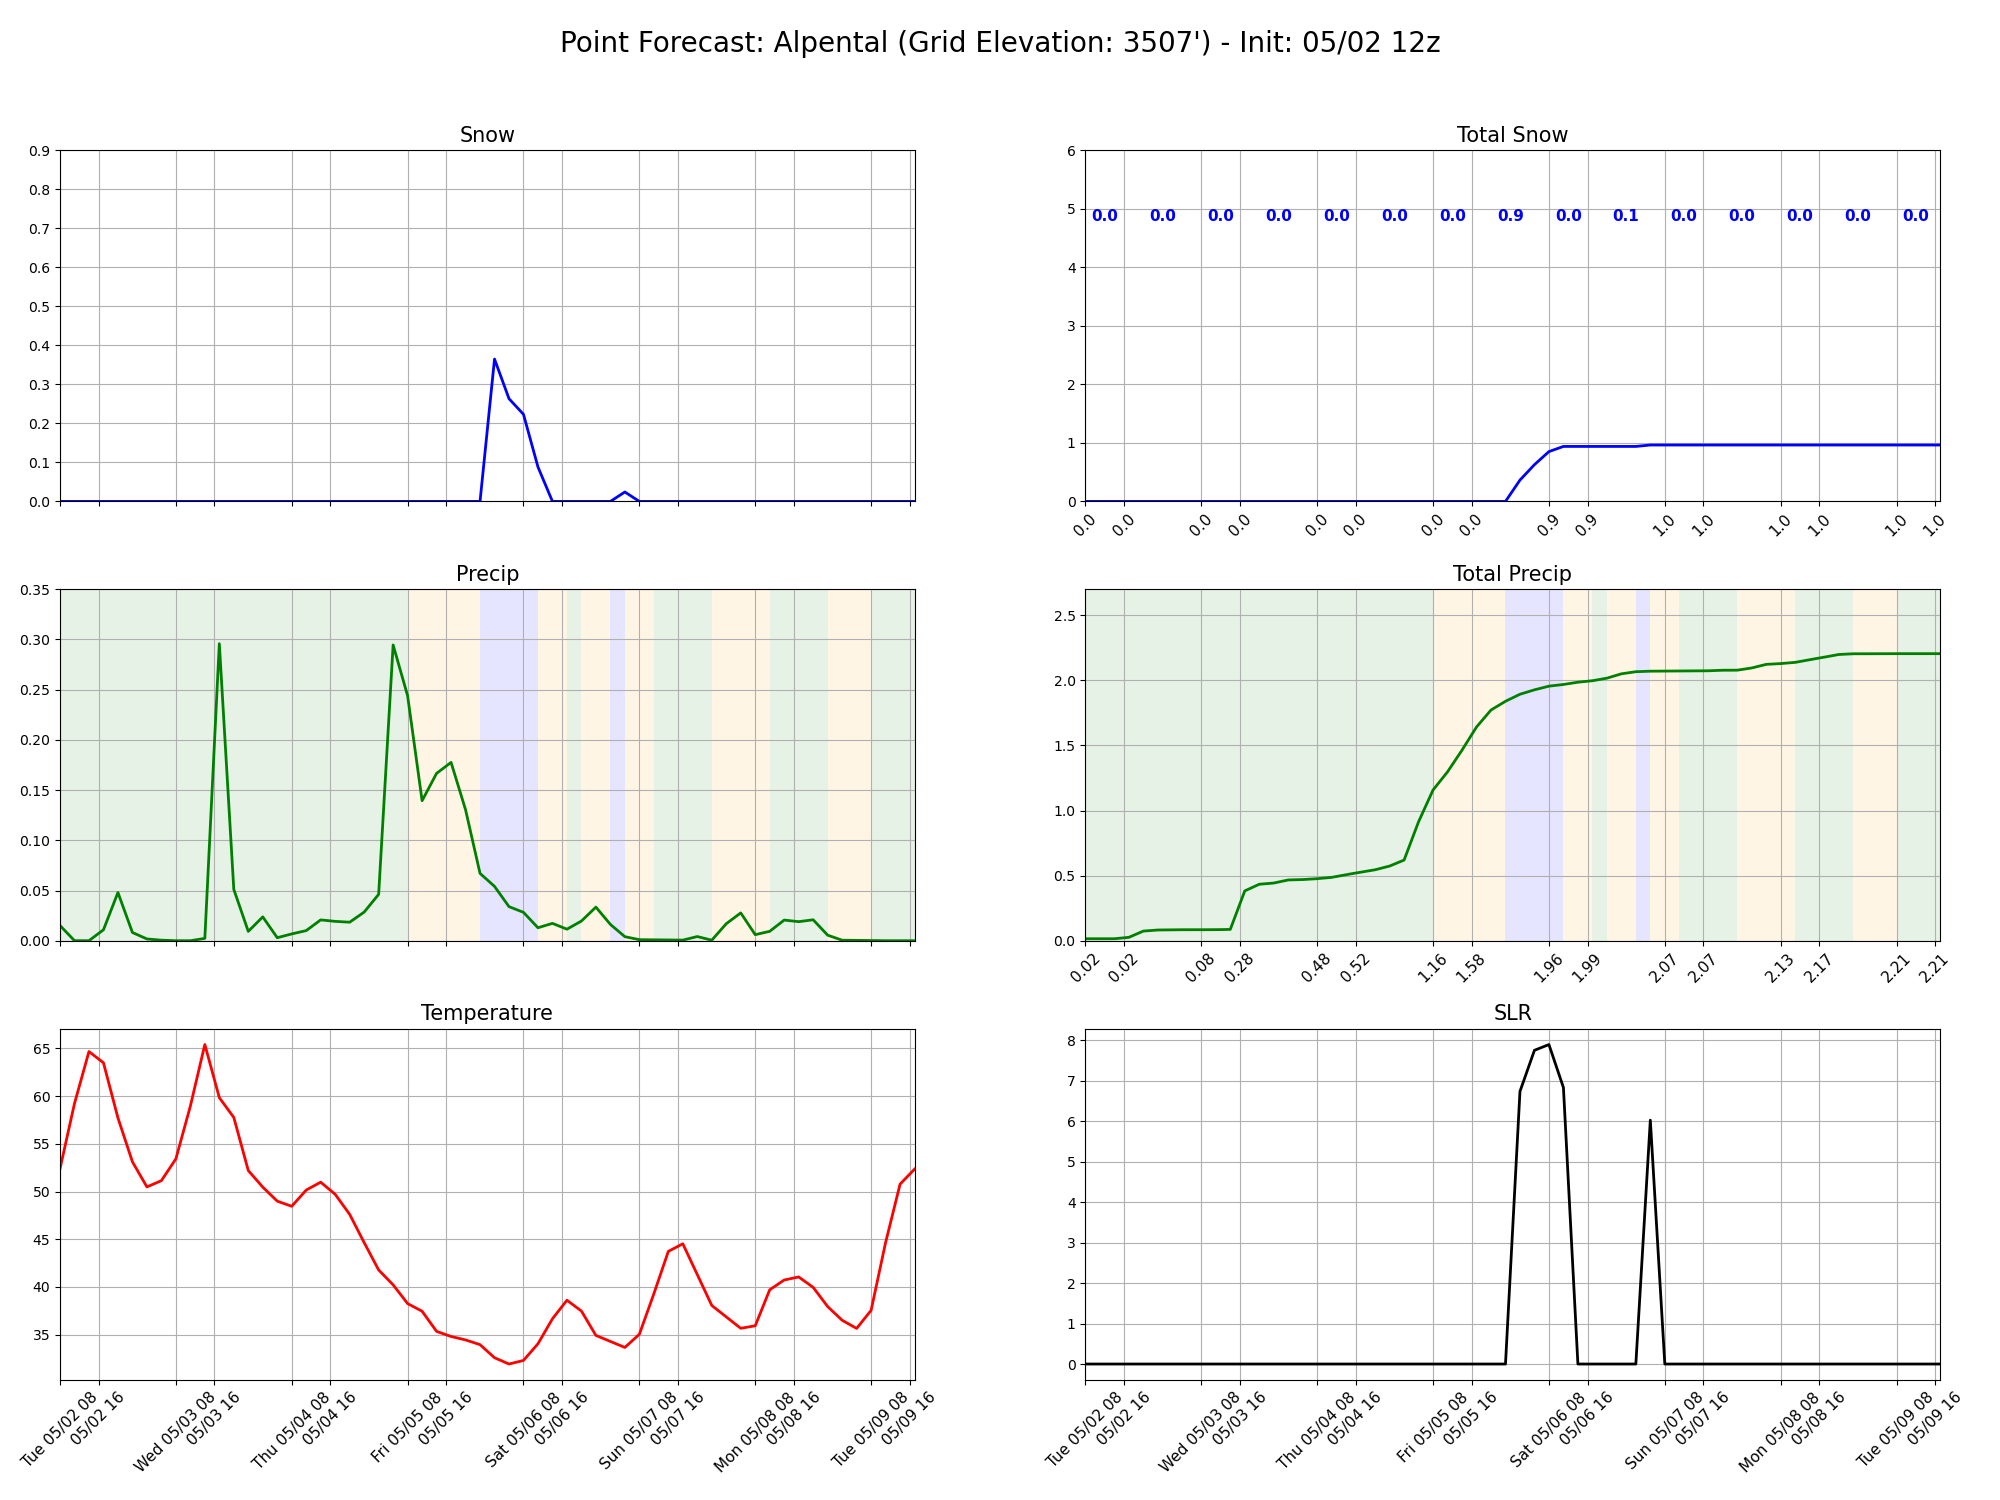 Point Forecast: Alpental (Grid Elevation: 3507') - Init: 05/02 12z
Snow
0.9
0.8
0.7
0.6
0.5
0.4
0.3
0.2
0.1
0.0
Total Snow
6
5
4
3
2
1
0
0.0 0.0 0.0 0.0 0.0 0.0 0.0 0.9 0.0 0.1 0.0 0.0 0.0 0.0 0.0
0.0 0.0 0.0 0.0 0.0 0.0 0.0 0.0 0.9 0.9 1.0 1.0 1.0 1.0 1.0 1.0
Precip
0.35
0.30
0.25
0.20
0.15
0.10
0.05
0.00
Total Precip
2.5
2.0
1.5
1.0
0.5
0.0
0.02 0.02 0.08 0.28 0.48 0.52 1.16 1.58 1.96 1.99 2.07 2.07 2.13 2.17 2.21 2.21
Temperature
65
60
55
50
45
40
35
Tue 05/02 08
05/02 16
Wed 05/03 08
05/03 16
Thu 05/04 08
05/04 16
Fri 05/05 08
05/05 16
Sat 05/06 08
05/06 16
Sun 05/07 08
05/07 16
Mon 05/08 08
05/08 16
Tue 05/09 08
05/09 16
SLR
8
7
6
5
4
3
2
1
0
Tue 05/02 08
05/02 16
Wed 05/03 08
05/03 16
Thu 05/04 08
05/04 16
Fri 05/05 08
05/05 16
Sat 05/06 08
05/06 16
Sun 05/07 08
05/07 16
Mon 05/08 08
05/08 16
Tue 05/09 08
05/09 16